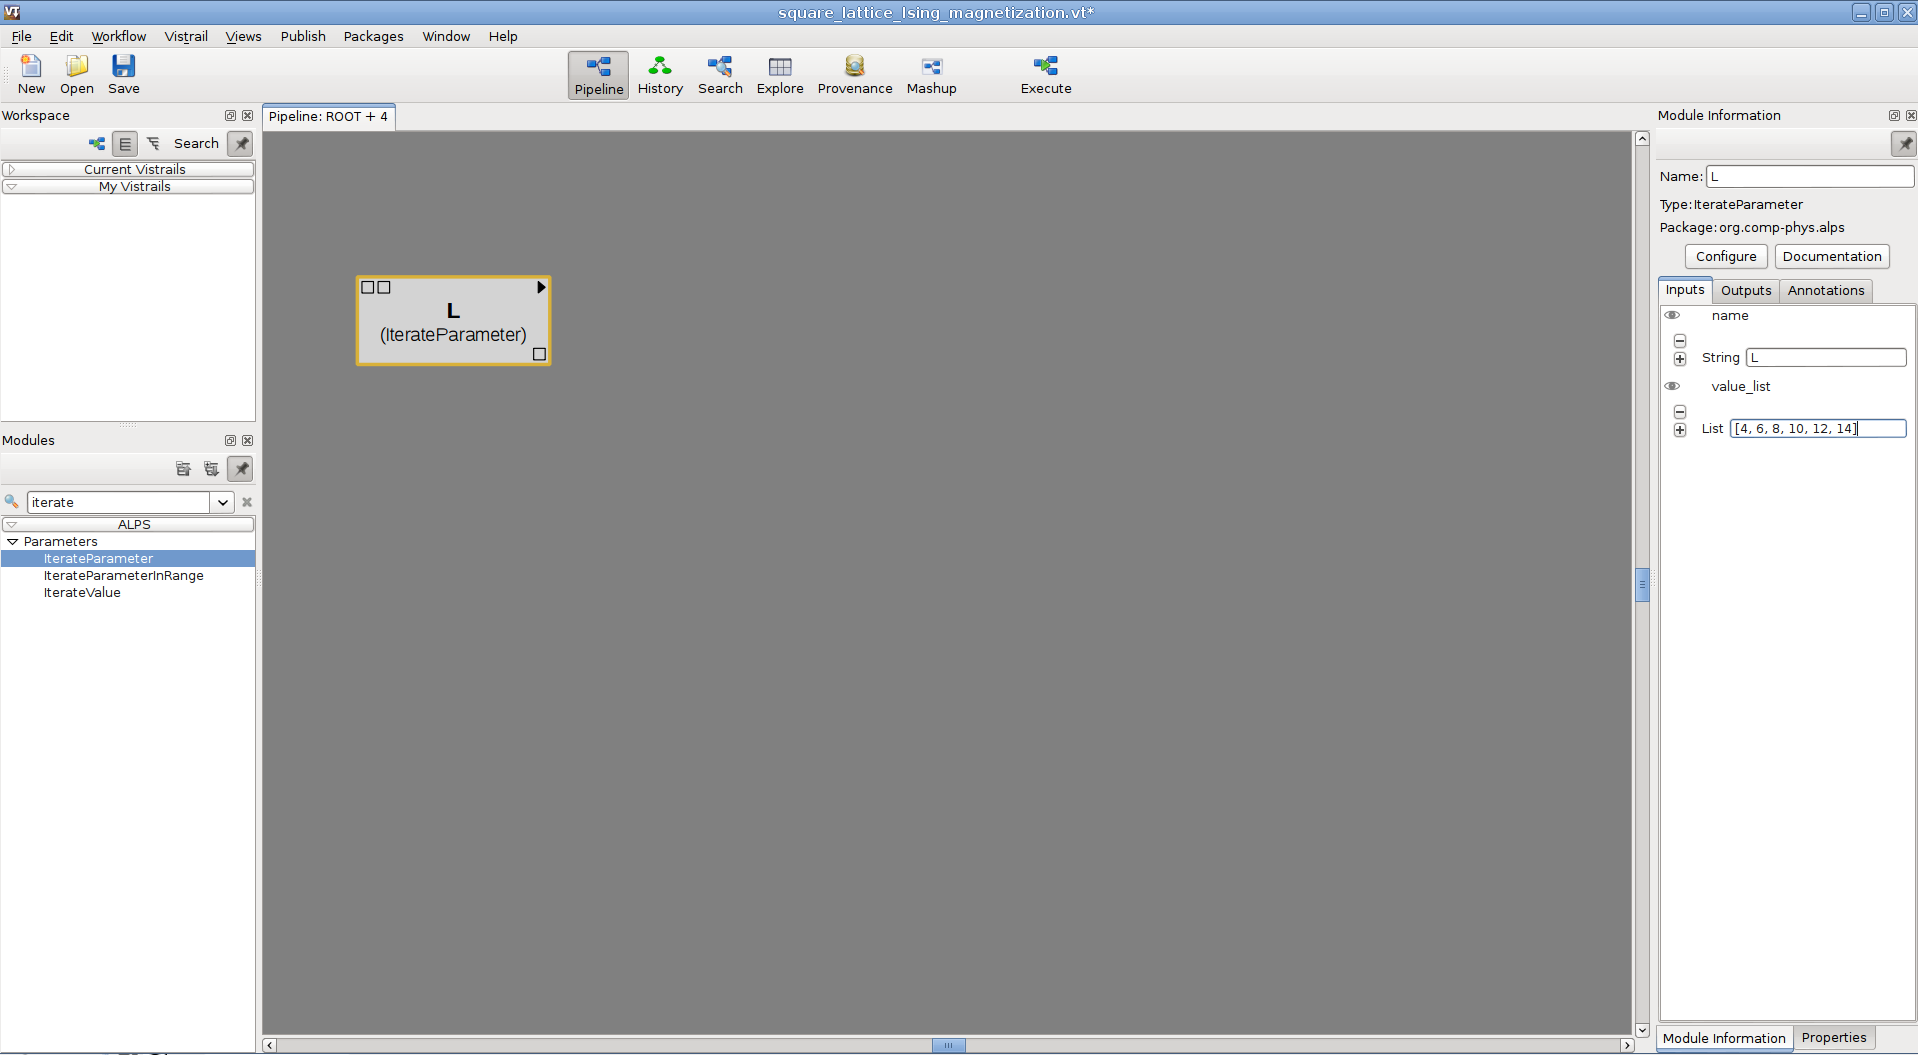 VT square_lattice_Ising_magnetization.vt*
File Edit Workflow Vistrail Views Publish Packages Window Help
New Open Save Pipeline History Search Explore Provenance Mashup Execute
Workspace
Search
Current Vistrails
My Vistrails
Modules
iterate
ALPS
Parameters
IterateParameter
IterateParameterInRange
IterateValue
Pipeline: ROOT + 4
L
(IterateParameter)
Module Information
Name: L
Type: IterateParameter
Package: org.comp-phys.alps
Configure Documentation
Inputs Outputs Annotations
name
String L
value_list
List [4, 6, 8, 10, 12, 14]
Module Information Properties